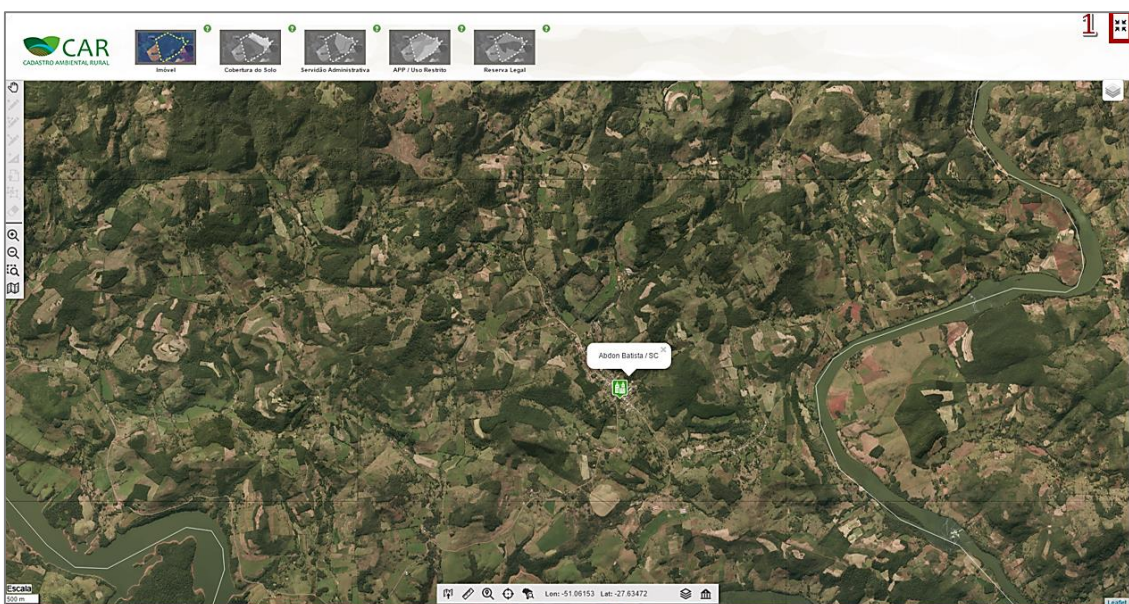 1
CAR
CADASTRO AMBIENTAL RURAL
Imóvel
Cobertura do Solo
Servidão Administrativa
APP / Uso Restrito
Reserva Legal
Abdon Batista / SC
Escala
500 m
Lon: -51.06153 Lat: -27.63472
Leaflet